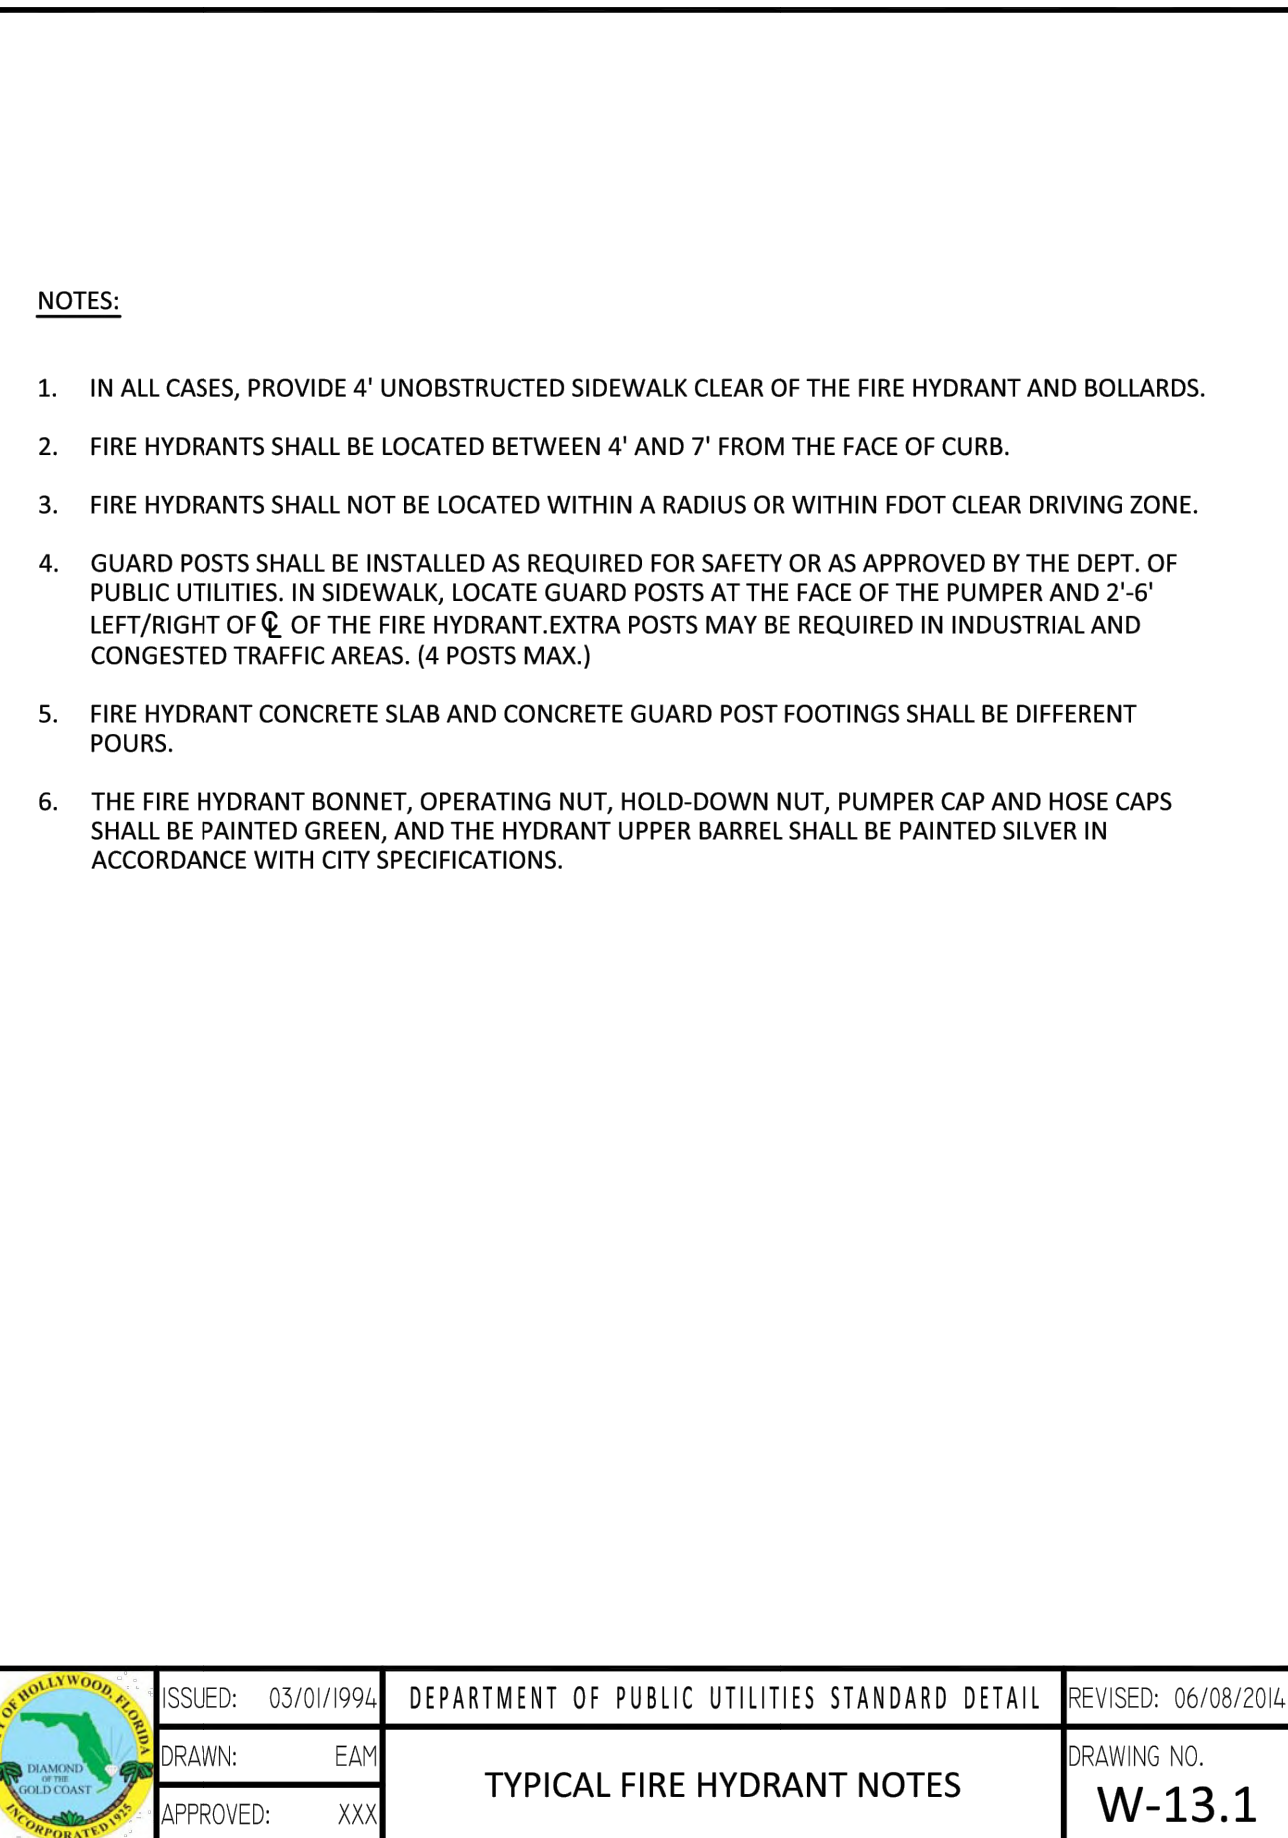 NOTES:
1. IN ALL CASES, PROVIDE 4' UNOBSTRUCTED SIDEWALK CLEAR OF THE FIRE HYDRANT AND BOLLARDS.
2. FIRE HYDRANTS SHALL BE LOCATED BETWEEN 4' AND 7' FROM THE FACE OF CURB.
3. FIRE HYDRANTS SHALL NOT BE LOCATED WITHIN A RADIUS OR WITHIN FDOT CLEAR DRIVING ZONE.
4. GUARD POSTS SHALL BE INSTALLED AS REQUIRED FOR SAFETY OR AS APPROVED BY THE DEPT. OF
PUBLIC UTILITIES. IN SIDEWALK, LOCATE GUARD POSTS AT THE FACE OF THE PUMPER AND 2'-6'
LEFT/RIGHT OF ℄ OF THE FIRE HYDRANT.EXTRA POSTS MAY BE REQUIRED IN INDUSTRIAL AND
CONGESTED TRAFFIC AREAS. (4 POSTS MAX.)
5. FIRE HYDRANT CONCRETE SLAB AND CONCRETE GUARD POST FOOTINGS SHALL BE DIFFERENT
POURS.
6. THE FIRE HYDRANT BONNET, OPERATING NUT, HOLD-DOWN NUT, PUMPER CAP AND HOSE CAPS
SHALL BE PAINTED GREEN, AND THE HYDRANT UPPER BARREL SHALL BE PAINTED SILVER IN
ACCORDANCE WITH CITY SPECIFICATIONS.
OF HOLLYWOOD, FLORIDA
DIAMOND
OF THE
GOLD COAST
INCORPORATED 1925
ISSUED: 03/01/1994
DRAWN: EAM
APPROVED: XXX
DEPARTMENT OF PUBLIC UTILITIES STANDARD DETAIL
TYPICAL FIRE HYDRANT NOTES
REVISED: 06/08/2014
DRAWING NO.
W-13.1